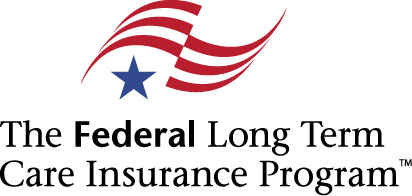 The Federal Long Term
Care Insurance Program™